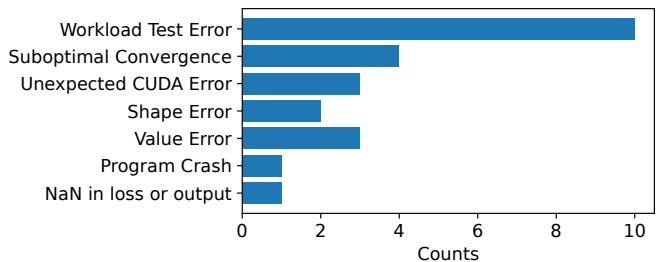 Workload Test Error
Suboptimal Convergence
Unexpected CUDA Error
Shape Error
Value Error
Program Crash
NaN in loss or output
0 2 4 6 8 10
Counts